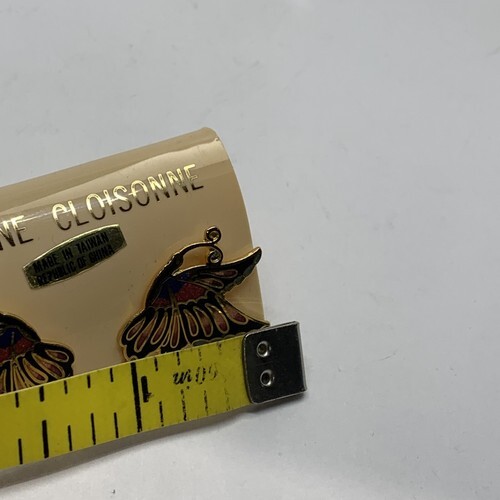 NE CLOISONNE
MADE IN TAIWAN
REPUBLIC OF CHINA